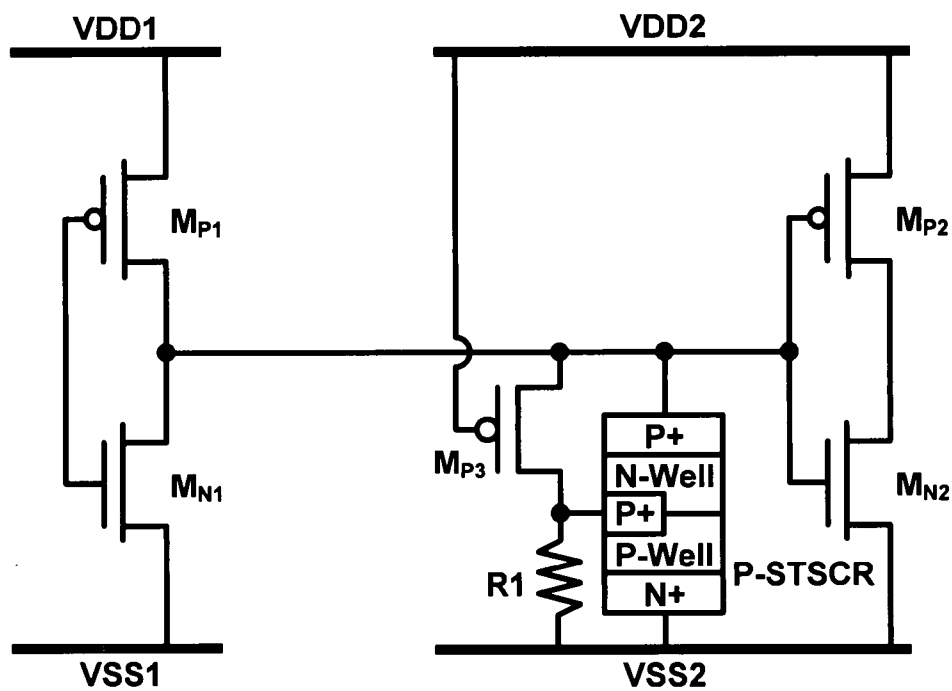 VDD1
VDD2
MP1
MP2
P+
MP3
N-Well
MN1
MN2
P+
P-Well
R1
P-STSCR
N+
VSS1
VSS2